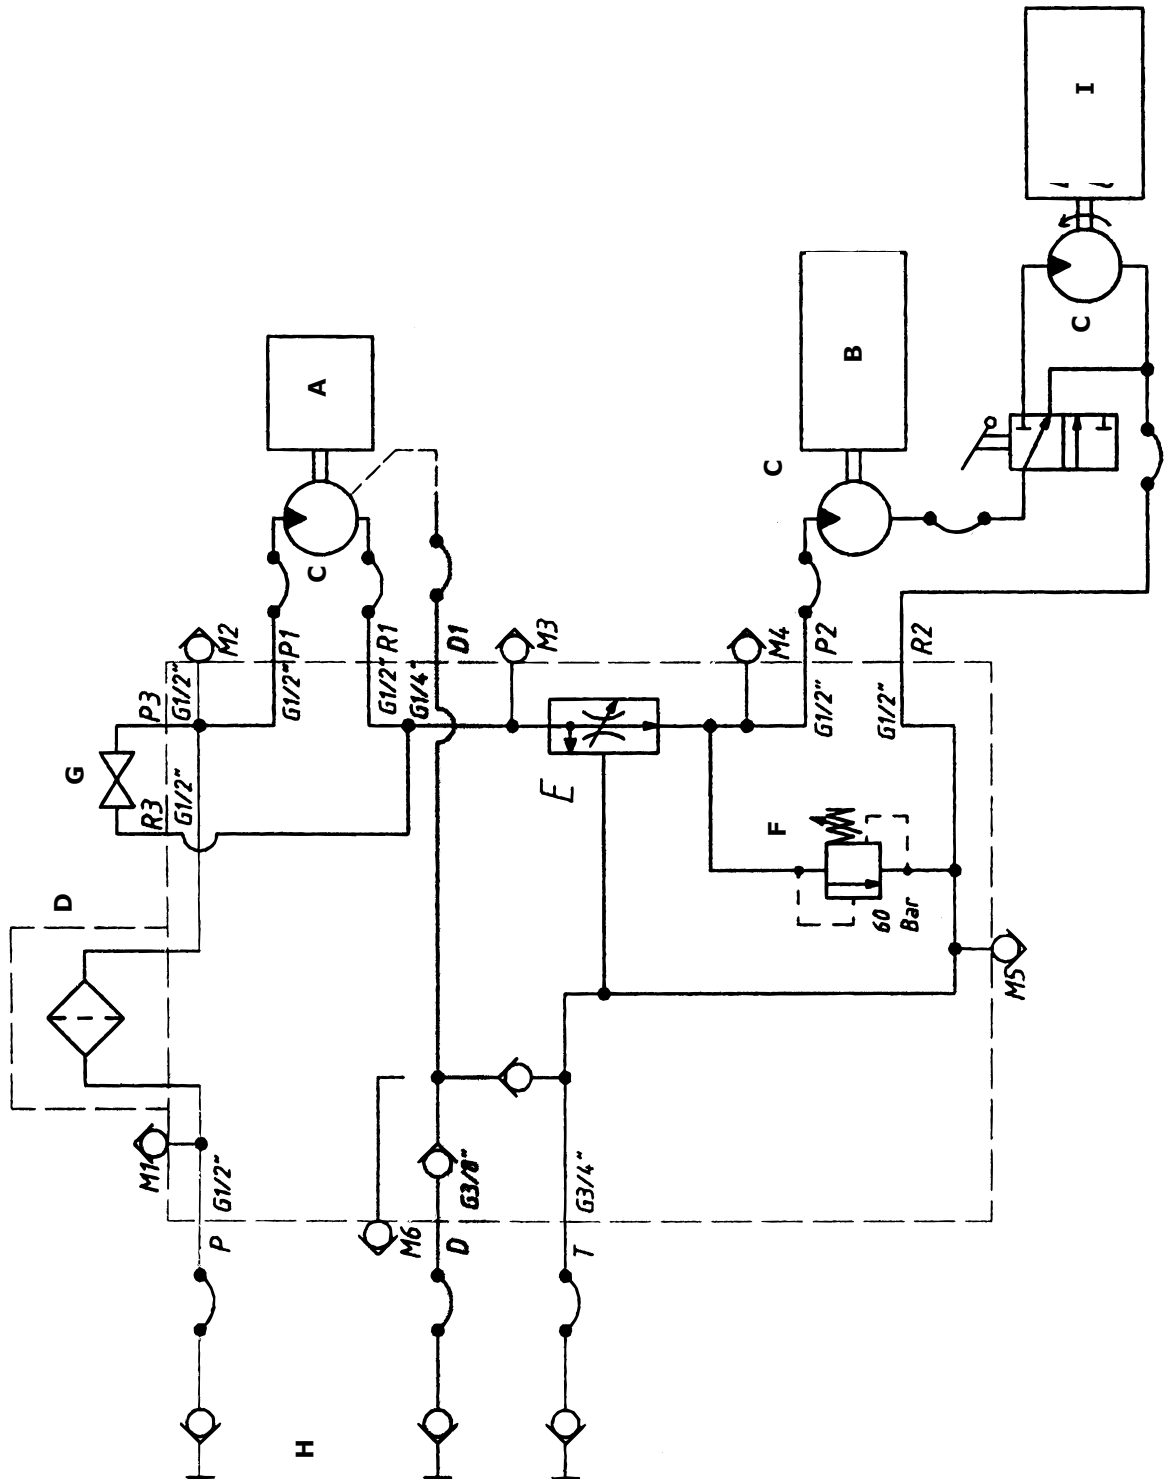 I
A
B
C
C
C
M2
P1
G1/2"
P3
G1/2"
G
R3
G1/2"
D
R1
G1/2"
D1
G1/4"
M3
E
M4
P2
G1/2"
R2
G1/2"
F
60
Bar
M5
M1
G1/2"
P
M6
G3/8"
D
G3/4"
T
H